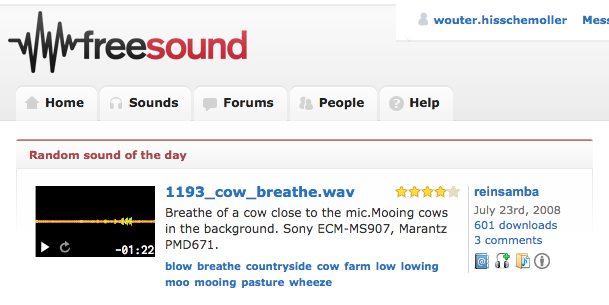 wouter.hisschemoller Mess
freesound
Home Sounds Forums People Help
Random sound of the day
1193_cow_breathe.wav
Breathe of a cow close to the mic.Mooing cows
in the background. Sony ECM-MS907, Marantz
PMD671.
blow breathe countryside cow farm low lowing
moo mooing pasture wheeze
-01:22
reinsamba
July 23rd, 2008
601 downloads
3 comments